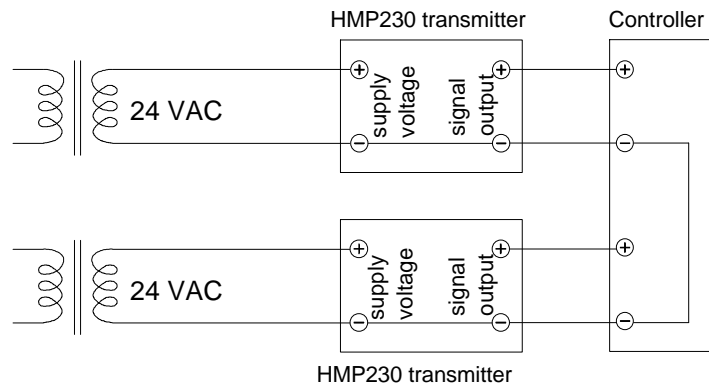 HMP230 transmitter
Controller
+ + +
24 VAC
supply
voltage
signal
output
− − −
+ + +
24 VAC
supply
voltage
signal
output
− − −
HMP230 transmitter